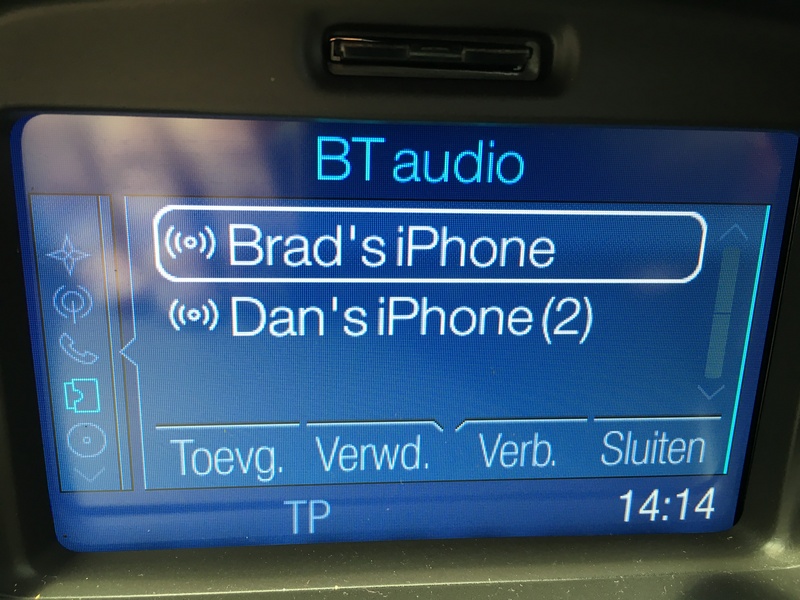 BT audio
Brad's iPhone
Dan's iPhone (2)
Toevg. Verwd. Verb. Sluiten
TP 14:14